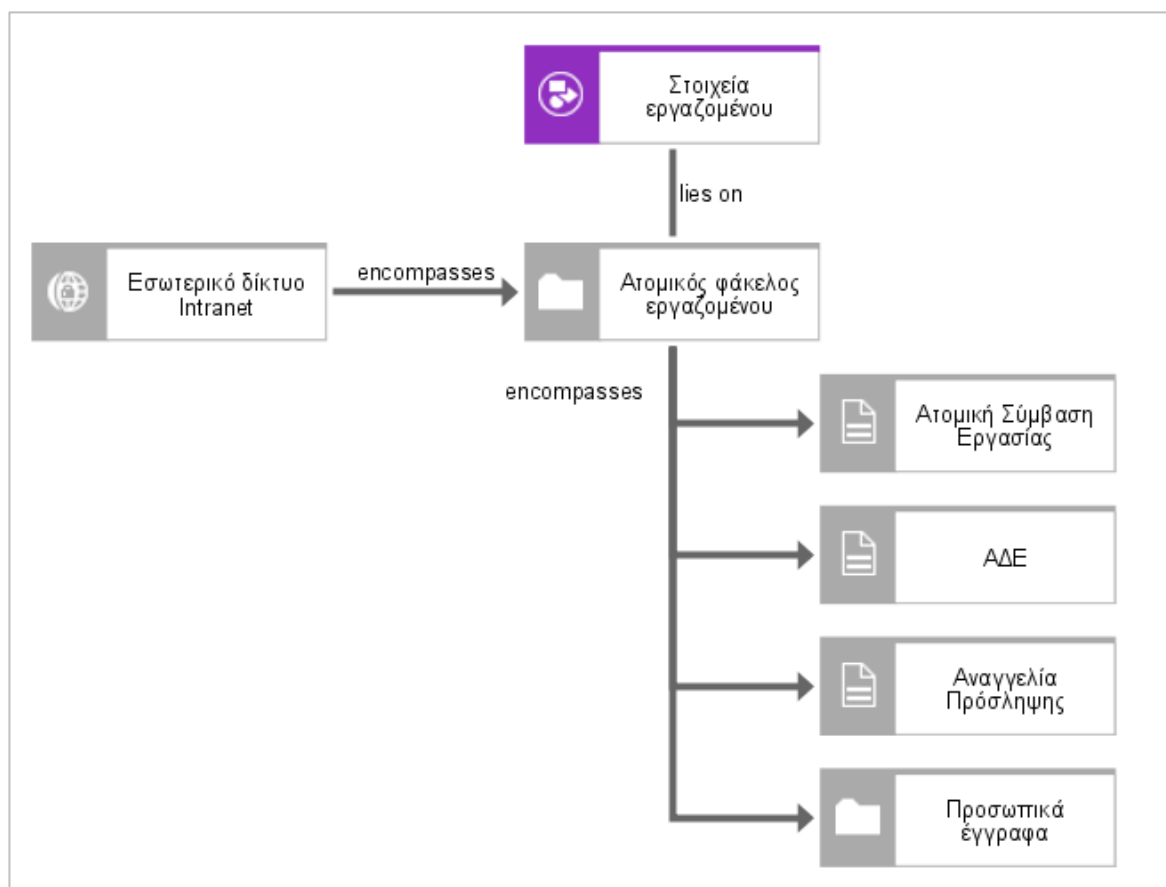 Στοιχεία
εργαζομένου
lies on
Εσωτερικό δίκτυο
Intranet
encompasses
Ατομικός φάκελος
εργαζομένου
encompasses
Ατομική Σύμβαση
Εργασίας
ΑΔΕ
Αναγγελία
Πρόσληψης
Προσωπικά
έγγραφα